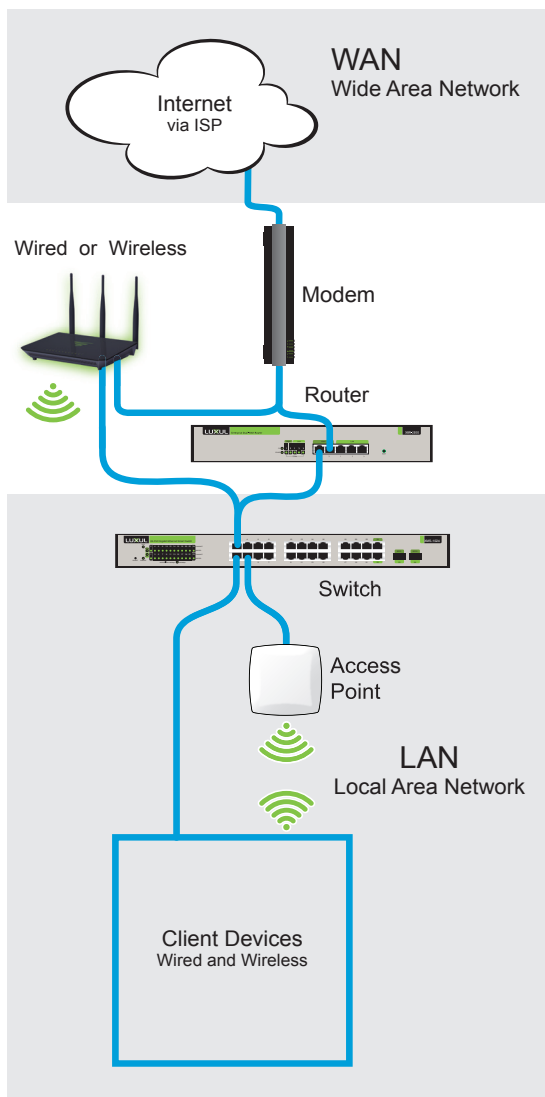 WAN
Wide Area Network
Internet
via ISP
Wired or Wireless
Modem
Router
LUXUL
LUXUL
Switch
Access
Point
LAN
Local Area Network
Client Devices
Wired and Wireless